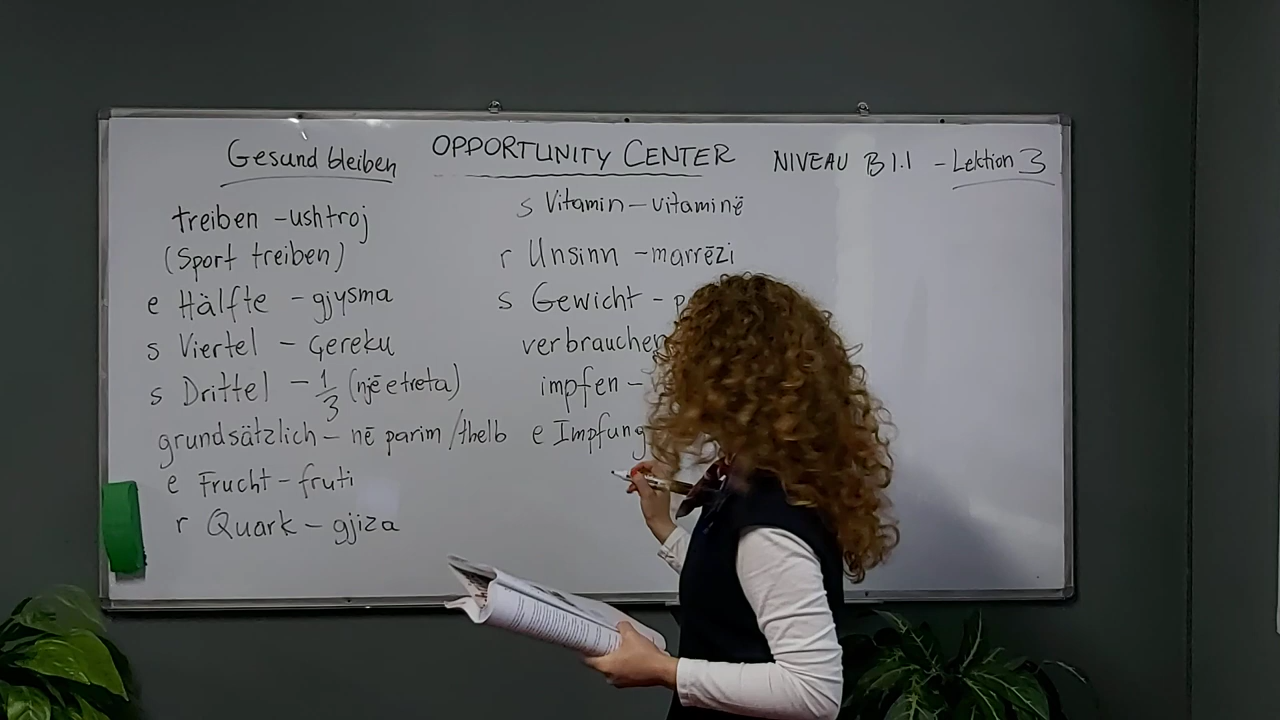 Gesund bleiben
OPPORTUNITY CENTER
NIVEAU B1.1 - Lektion 3
treiben - ushtroj
(Sport treiben)
e Hälfte - gjysma
s Viertel - çereku
s Drittel - 1/3 (një e treta)
grundsätzlich - në parim/thelb
e Frucht - fruti
r Quark - gjiza
s Vitamin - vitaminë
r Unsinn - marrëzi
s Gewicht - p
verbrauchen
impfen -
e Impfung